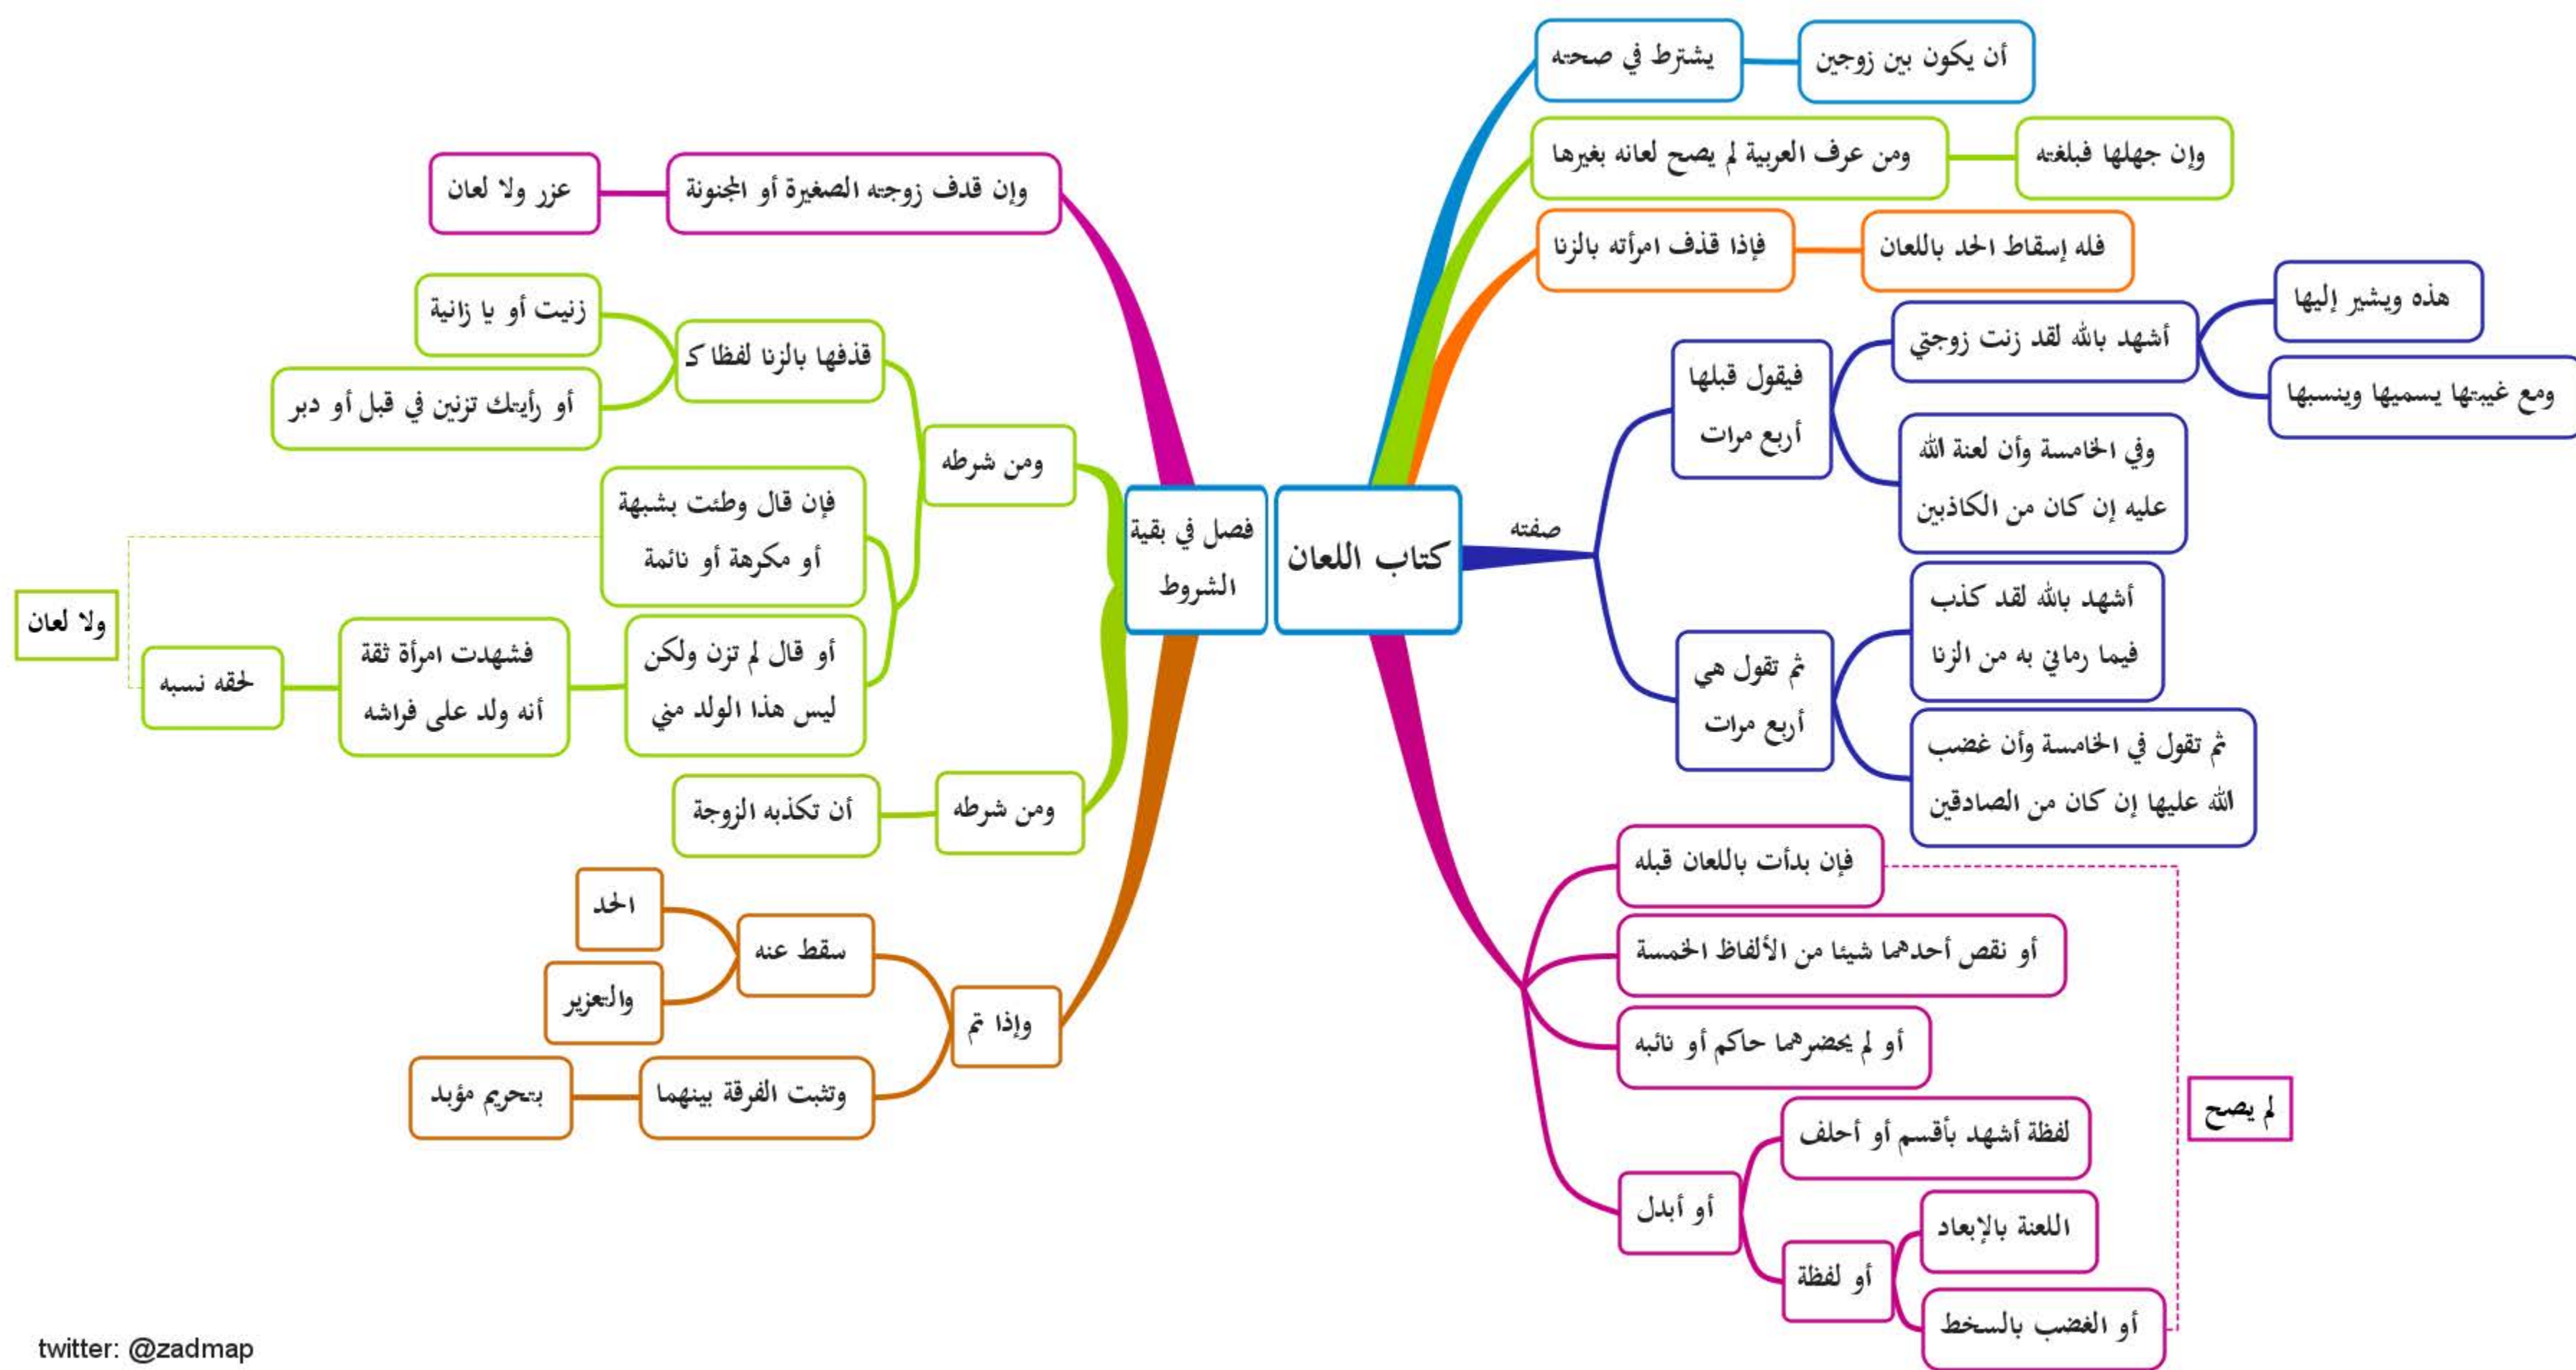 كتاب اللعان
يشترط في صحته
أن يكون بين زوجين
ومن عرف العربية لم يصح لعانه بغيرها
وإن جهلها فبلغته
فإذا قذف امرأته بالزنا
فله إسقاط الحد باللعان
صفته
فيقول قبلها
أربع مرات
أشهد بالله لقد زنت زوجتي
هذه ويشير إليها
ومع غيبتها يسميها وينسبها
وفي الخامسة وأن لعنة الله
عليه إن كان من الكاذبين
ثم تقول هي
أربع مرات
أشهد بالله لقد كذب
فيما رماني به من الزنا
ثم تقول في الخامسة وأن غضب
الله عليها إن كان من الصادقين
فإن بدأت باللعان قبله
أو نقص أحدهما شيئا من الألفاظ الخمسة
أو لم يحضرهما حاكم أو نائبه
أو أبدل
لفظة أشهد بأقسم أو أحلف
أو لفظة
اللعنة بالإبعاد
أو الغضب بالسخط
لم يصح
فصل في بقية
الشروط
وإن قدف زوجته الصغيرة أو المجنونة
عزر ولا لعان
ومن شرطه
قذفها بالزنا لفظا كـ
زنيت أو يا زانية
أو رأيتك تزنين في قبل أو دبر
فإن قال وطئت بشبهة
أو مكرهة أو نائمة
أو قال لم تزن ولكن
ليس هذا الولد مني
فشهدت امرأة ثقة
أنه ولد على فراشه
لحقه نسبه
ولا لعان
ومن شرطه
أن تكذبه الزوجة
وإذا تم
سقط عنه
الحد
والتعزير
وتثبت الفرقة بينهما
بتحريم مؤبد
twitter: @zadmap